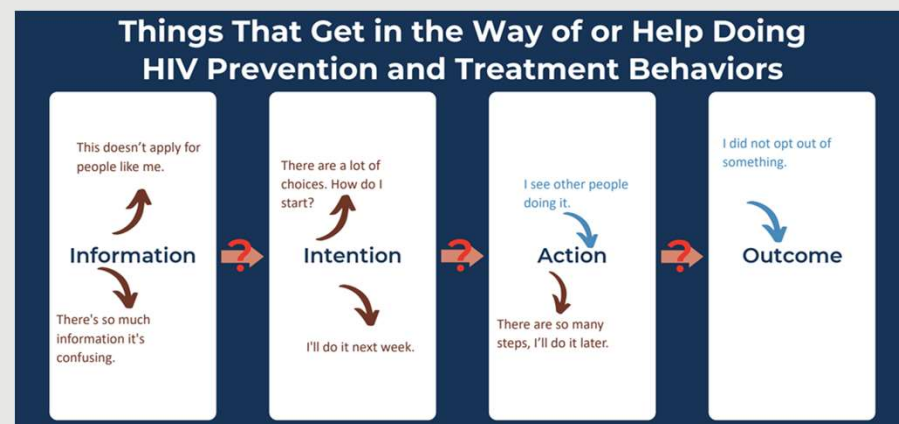 Things That Get in the Way of or Help Doing
HIV Prevention and Treatment Behaviors
This doesn't apply for
people like me.
Information
There's so much
information it's
confusing.
?
There are a lot of
choices. How do I
start?
Intention
I'll do it next week.
?
I see other people
doing it.
Action
There are so many
steps, I'll do it later.
?
I did not opt out of
something.
Outcome